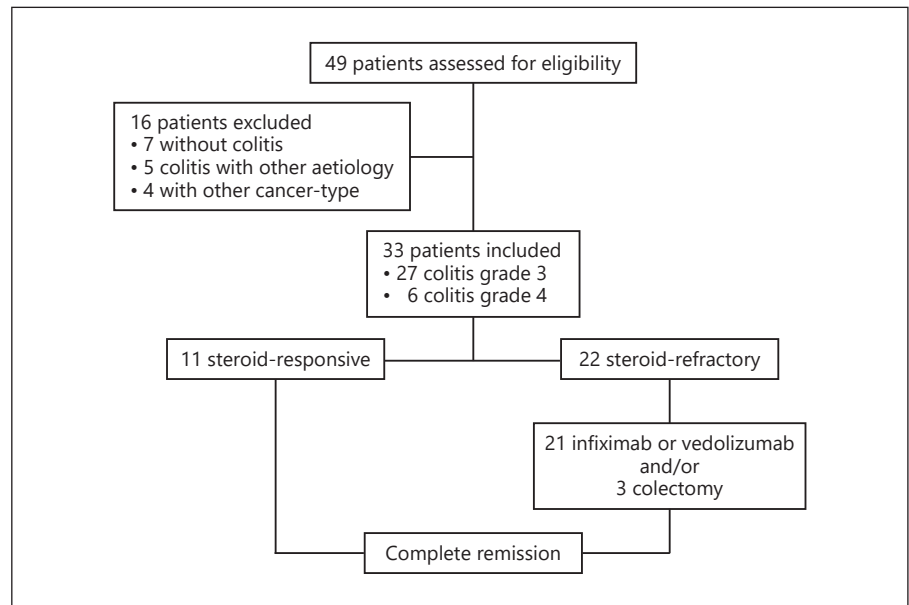 49 patients assessed for eligibility
16 patients excluded
• 7 without colitis
• 5 colitis with other aetiology
• 4 with other cancer-type
33 patients included
• 27 colitis grade 3
• 6 colitis grade 4
11 steroid-responsive
22 steroid-refractory
21 infiximab or vedolizumab
and/or
3 colectomy
Complete remission